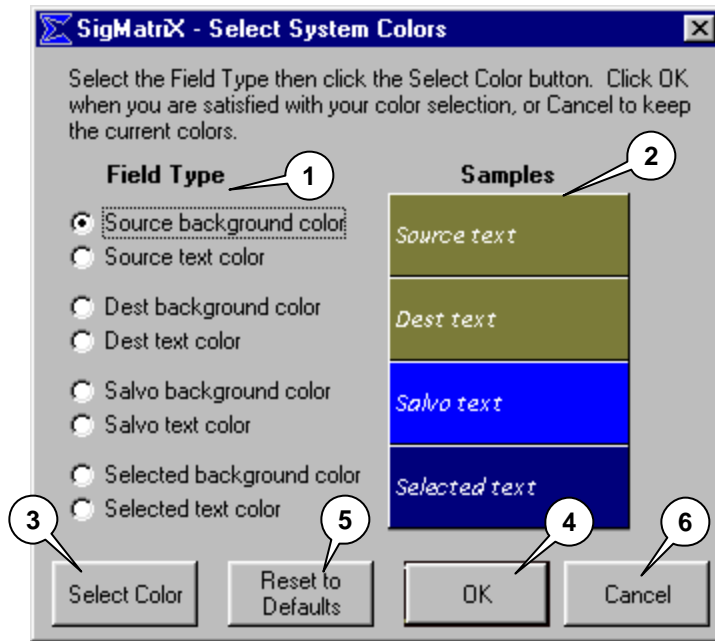 SigMatriX - Select System Colors
Select the Field Type then click the Select Color button. Click OK
when you are satisfied with your color selection, or Cancel to keep
the current colors.
Field Type
1
Source background color
Source text color
Dest background color
Dest text color
Salvo background color
Salvo text color
Selected background color
Selected text color
Samples
2
Source text
Dest text
Salvo text
Selected text
3
5
4
6
Select Color
Reset to
Defaults
OK
Cancel